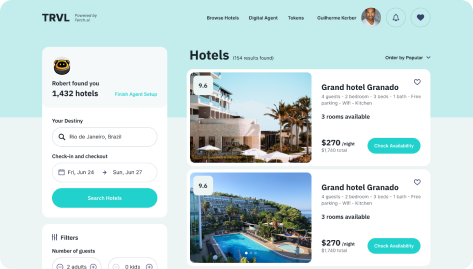 TRVL
Powered by
Fetch.ai
Browse Hotels
Digital Agent
Tokens
Guilherme Kerber
Robert found you
1,432 hotels
Finish Agent Setup
Your Destiny
Rio de Janeiro, Brazil
Check-in and checkout
Fri, Jun 24
Sun, Jun 27
Search Hotels
Filters
Number of guests
2 adults
0 kids
Hotels
(154 results found)
Order by Popular
9.6
Grand hotel Granado
4 guests - 2 bedroom - 3 beds - 1 bath - Free
parking - Wifi - Kitchen
3 rooms available
$270 /night
$1,740 total
Check Availability
9.6
Grand hotel Granado
4 guests - 2 bedroom - 3 beds - 1 bath - Free
parking - Wifi - Kitchen
3 rooms available
$270 /night
$1,740 total
Check Availability